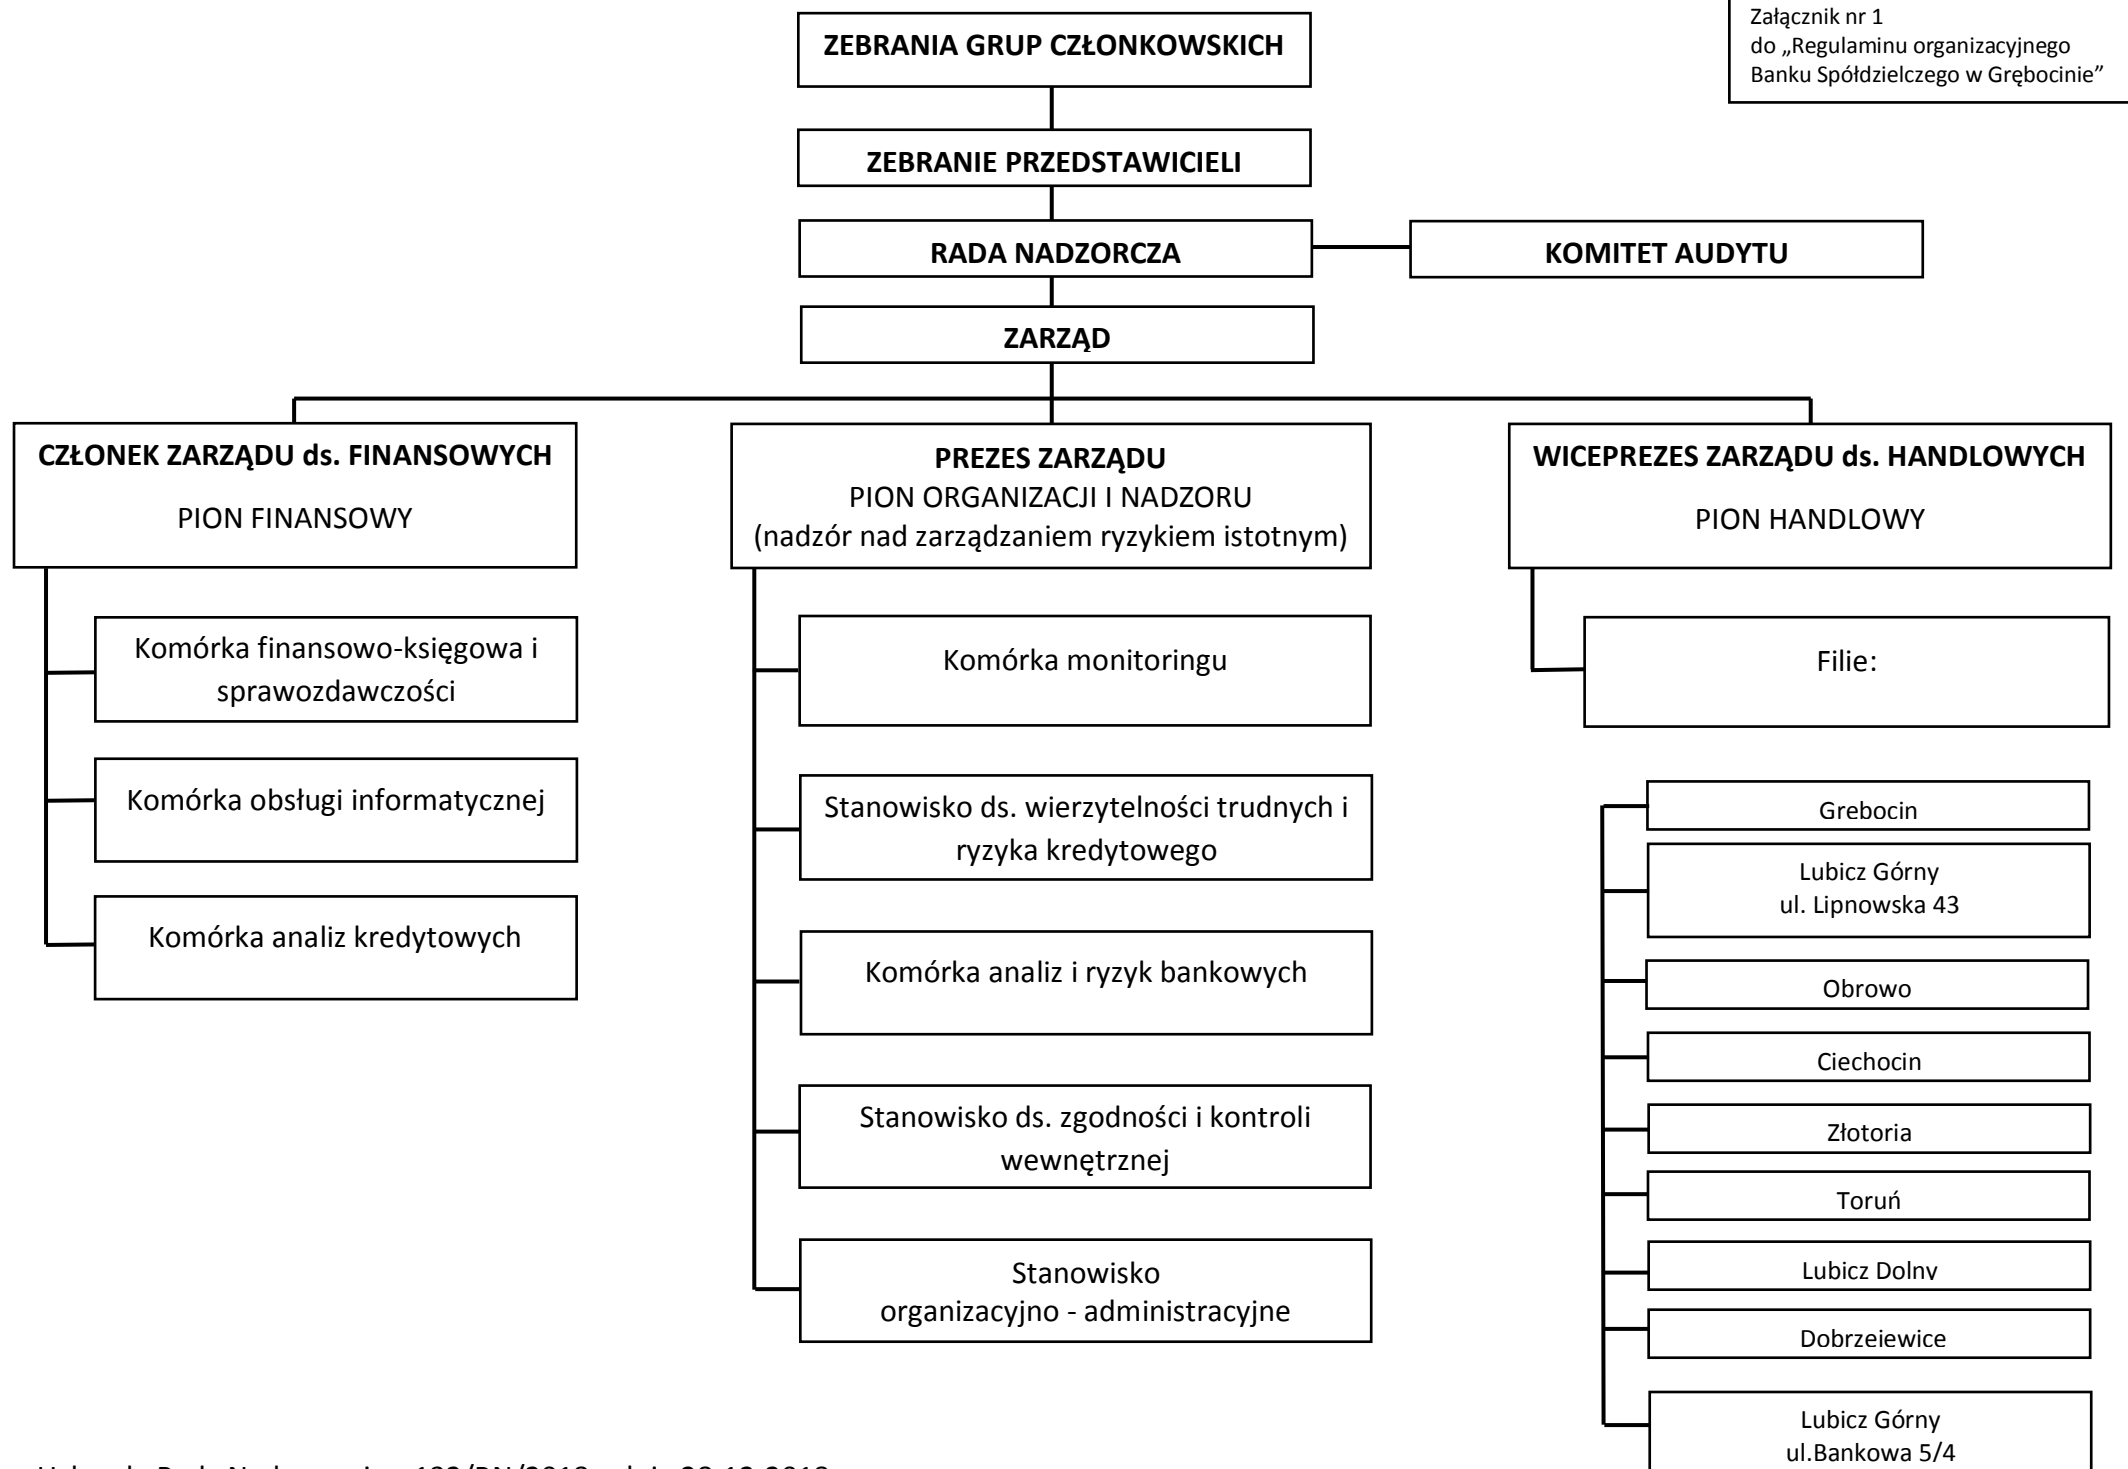 Załącznik nr 1
do „Regulaminu organizacyjnego
Banku Spółdzielczego w Grębocinie”
ZEBRANIA GRUP CZŁONKOWSKICH
ZEBRANIE PRZEDSTAWICIELI
RADA NADZORCZA
KOMITET AUDYTU
ZARZĄD
CZŁONEK ZARZĄDU ds. FINANSOWYCH
PION FINANSOWY
Komórka finansowo-księgowa i
sprawozdawczości
Komórka obsługi informatycznej
Komórka analiz kredytowych
PREZES ZARZĄDU
PION ORGANIZACJI I NADZORU
(nadzór nad zarządzaniem ryzykiem istotnym)
Komórka monitoringu
Stanowisko ds. wierzytelności trudnych i
ryzyka kredytowego
Komórka analiz i ryzyk bankowych
Stanowisko ds. zgodności i kontroli
wewnętrznej
Stanowisko
organizacyjno - administracyjne
WICEPREZES ZARZĄDU ds. HANDLOWYCH
PION HANDLOWY
Filie:
Grębocin
Lubicz Górny
ul. Lipnowska 43
Obrowo
Ciechocin
Złotoria
Toruń
Lubicz Dolny
Dobrzejewice
Lubicz Górny
ul.Bankowa 5/4